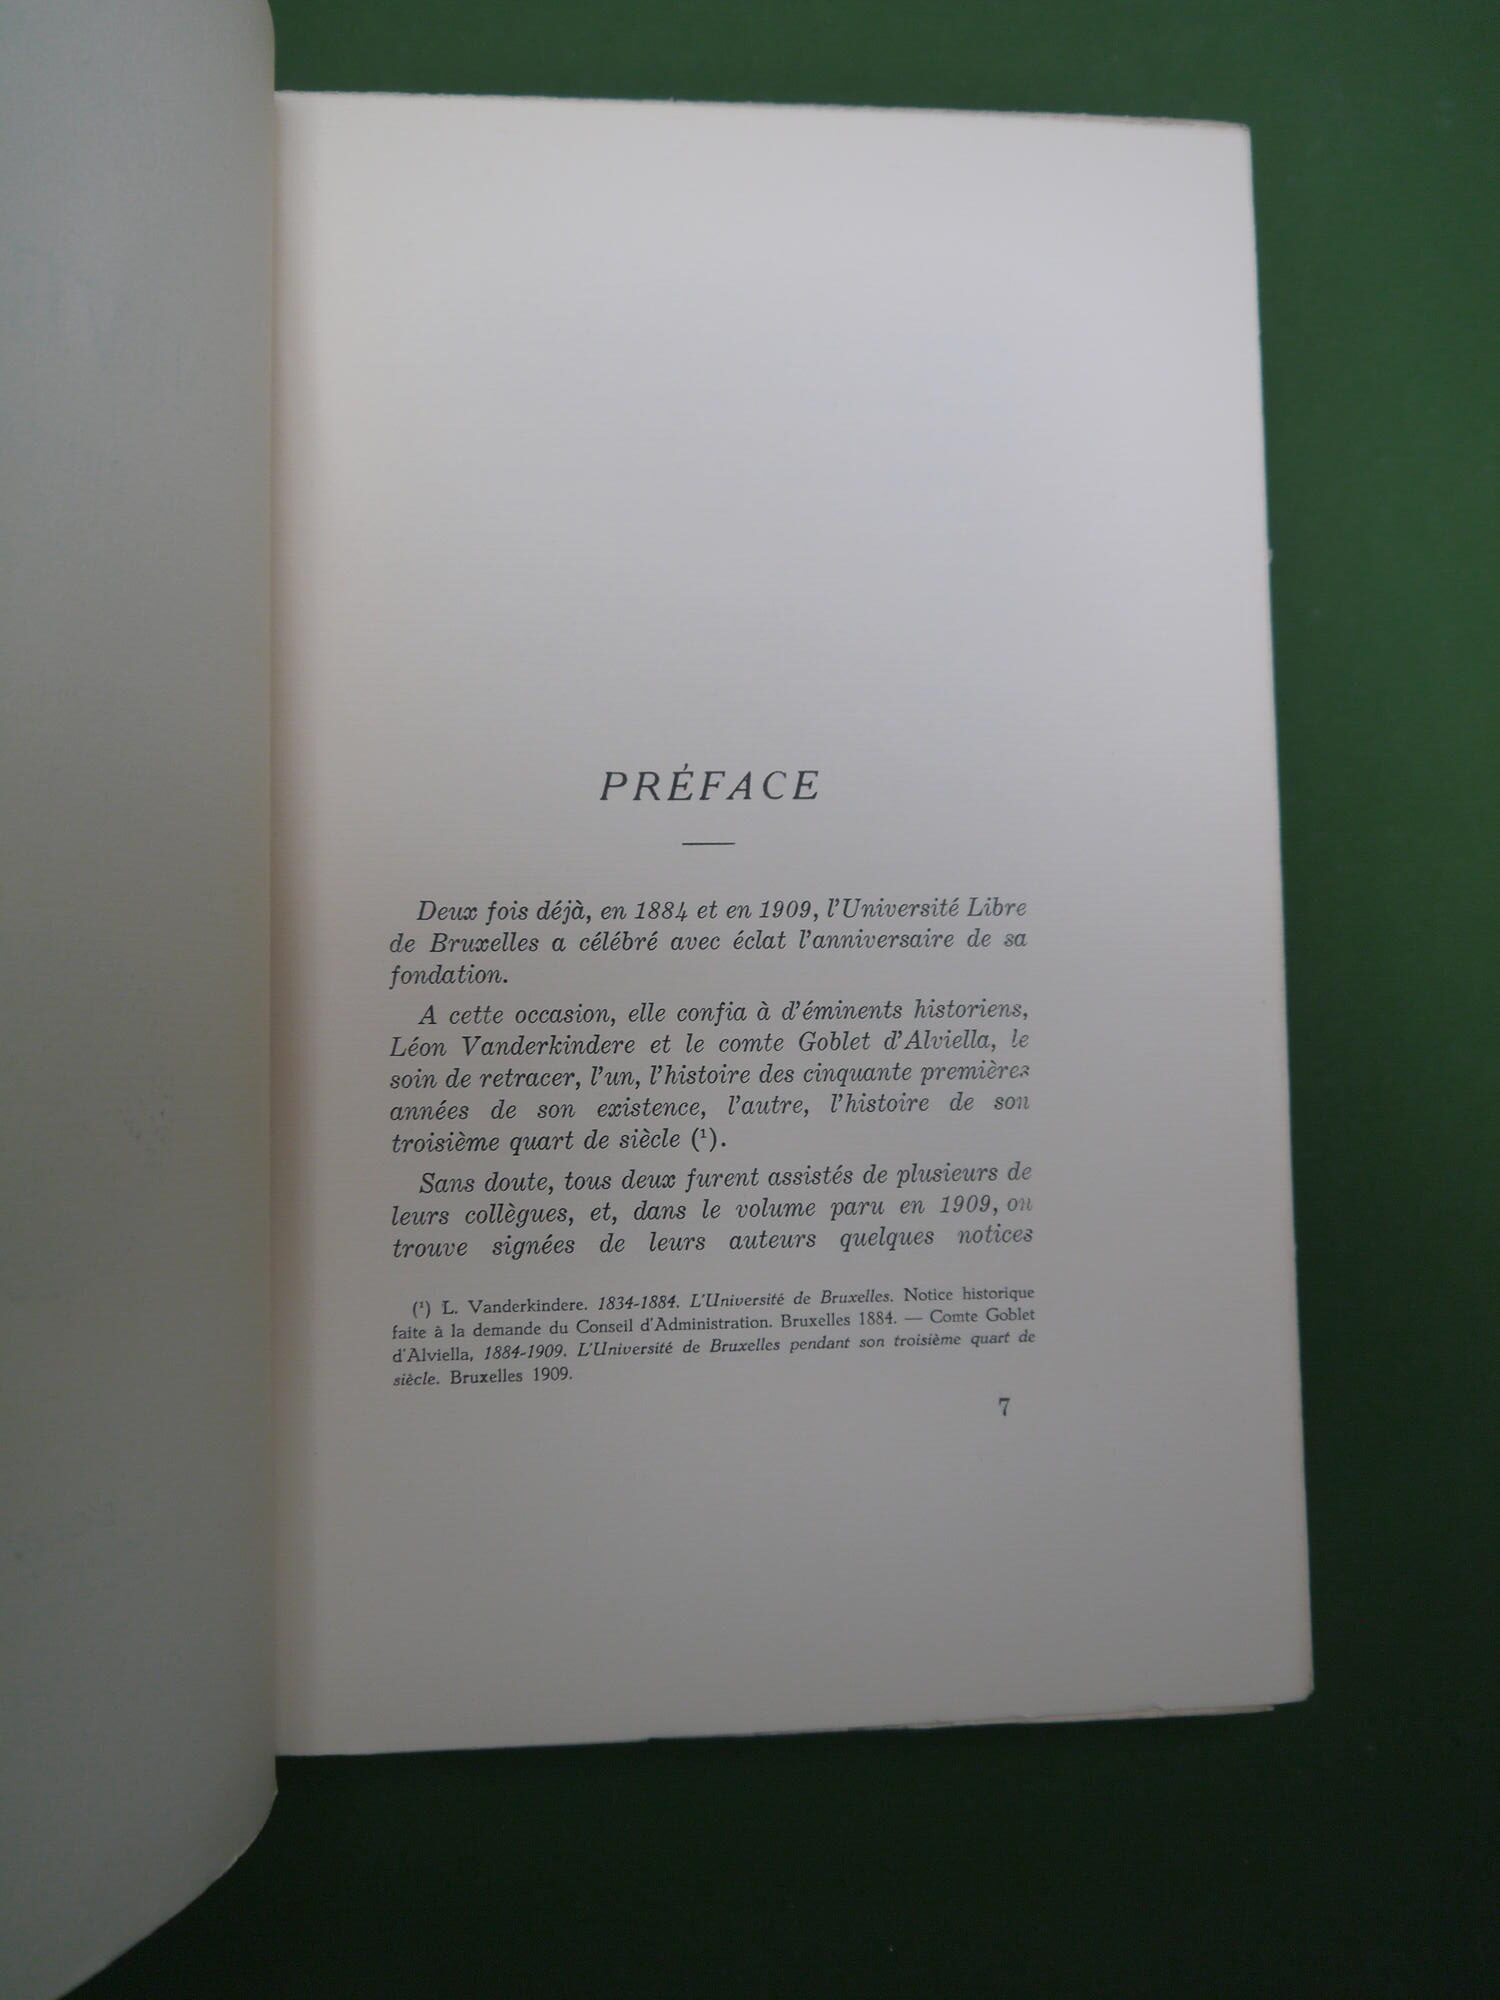 PRÉFACE
Deux fois déjà, en 1884 et en 1909, l'Université Libre
de Bruxelles a célébré avec éclat l'anniversaire de sa
fondation.
A cette occasion, elle confia à d'éminents historiens,
Léon Vanderkindere et le comte Goblet d'Alviella, le
soin de retracer, l'un, l'histoire des cinquante premières
années de son existence, l'autre, l'histoire de son
troisième quart de siècle (¹).
Sans doute, tous deux furent assistés de plusieurs de
leurs collègues, et, dans le volume paru en 1909, on
trouve signées de leurs auteurs quelques notices
(¹) L. Vanderkindere. 1834-1884. L'Université de Bruxelles. Notice historique
faite à la demande du Conseil d'Administration. Bruxelles 1884. — Comte Goblet
d'Alviella, 1884-1909. L'Université de Bruxelles pendant son troisième quart de
siècle. Bruxelles 1909.
7